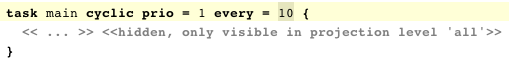 task main cyclic prio = 1 every = 10 {
<< ... >> <<hidden, only visible in projection level 'all'>>
}